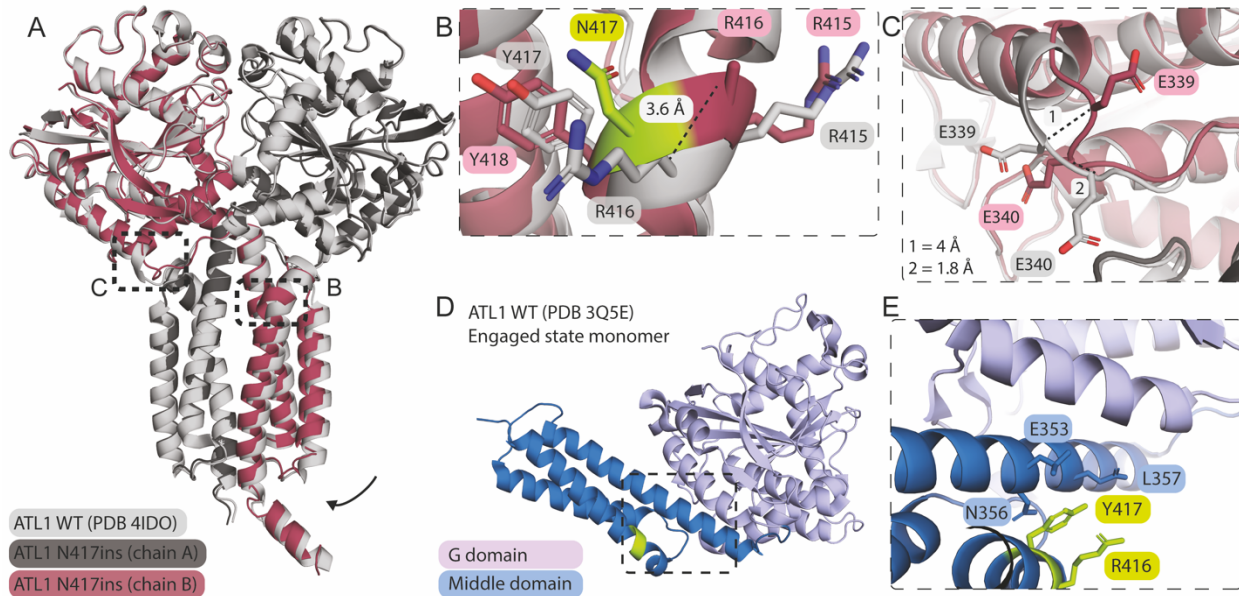 A
C
B
ATL1 WT (PDB 4IDO)
ATL1 N417ins (chain A)
ATL1 N417ins (chain B)
B
N417
R416
R415
Y417
3.6 Å
Y418
R416
R415
C
E339
1
E339
2
E340
E340
1 = 4 Å
2 = 1.8 Å
D
ATL1 WT (PDB 3Q5E)
Engaged state monomer
G domain
Middle domain
E
E353
L357
N356
Y417
R416